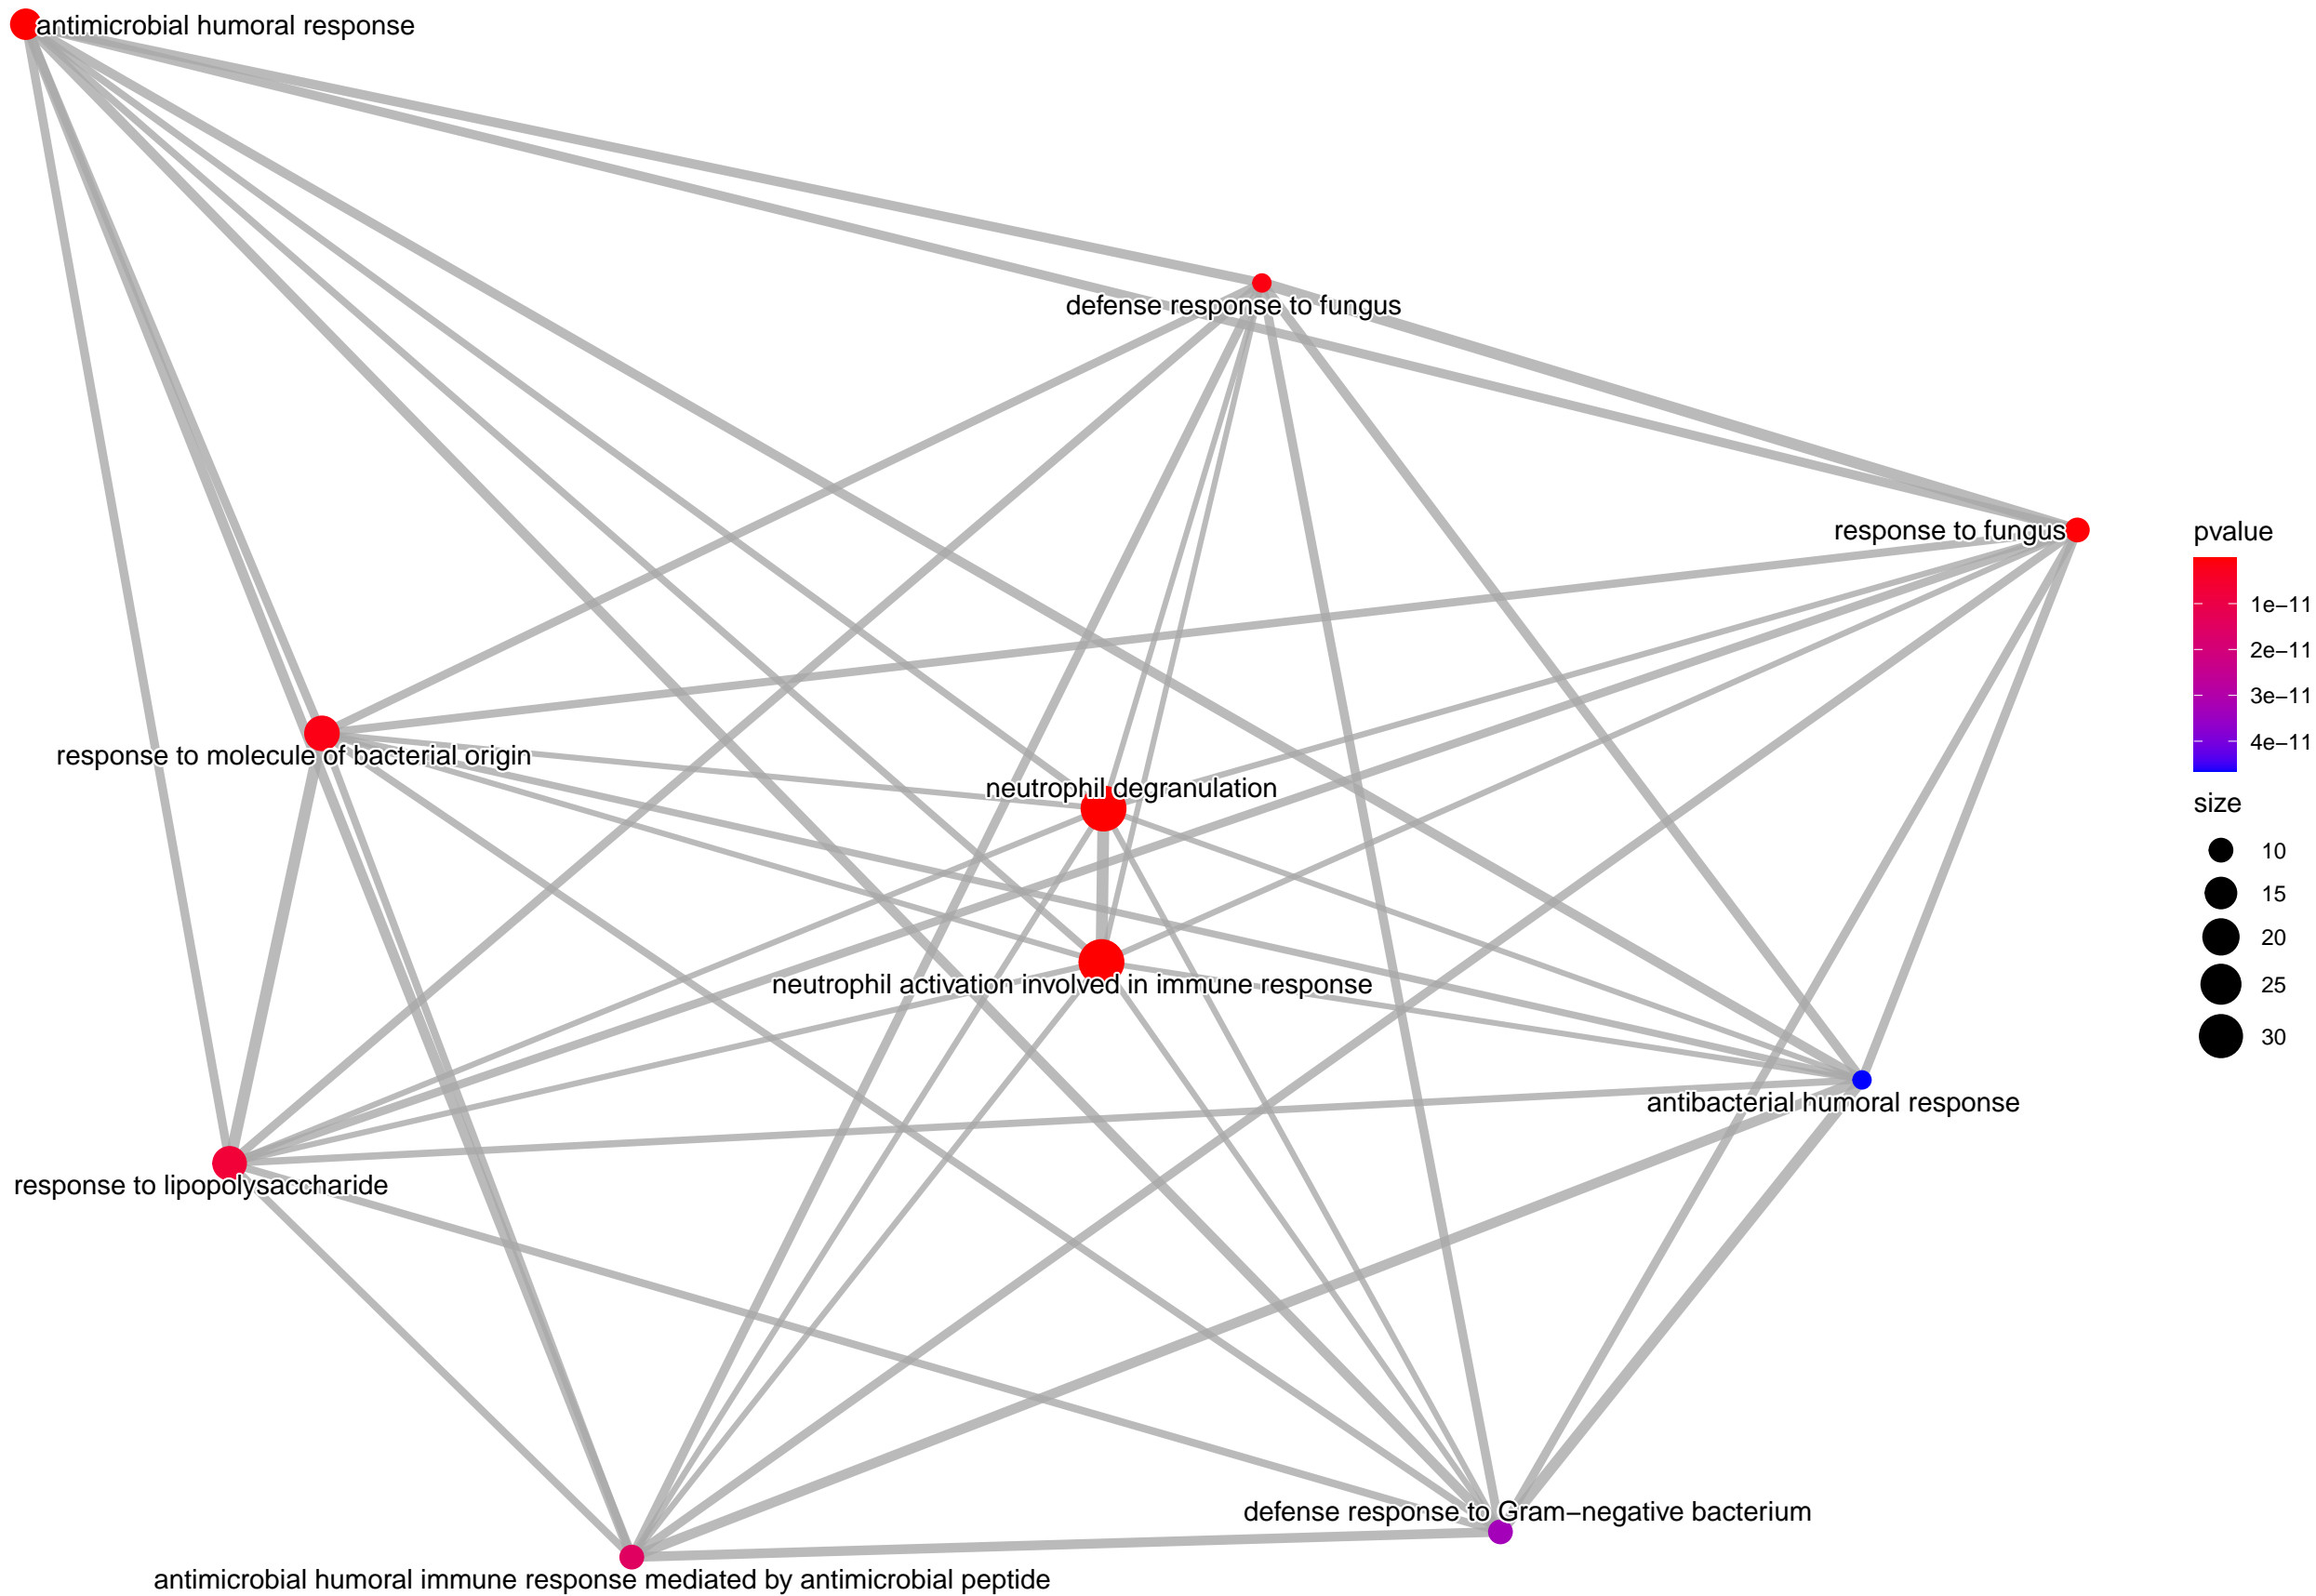 antimicrobial humoral response
defense response to fungus
response to fungus
pvalue
1e−11
2e−11
3e−11
4e−11
response to molecule of bacterial origin
neutrophil degranulation
size
10
15
20
25
30
neutrophil activation involved in immune response
antibacterial humoral response
response to lipopolysaccharide
defense response to Gram−negative bacterium
antimicrobial humoral immune response mediated by antimicrobial peptide